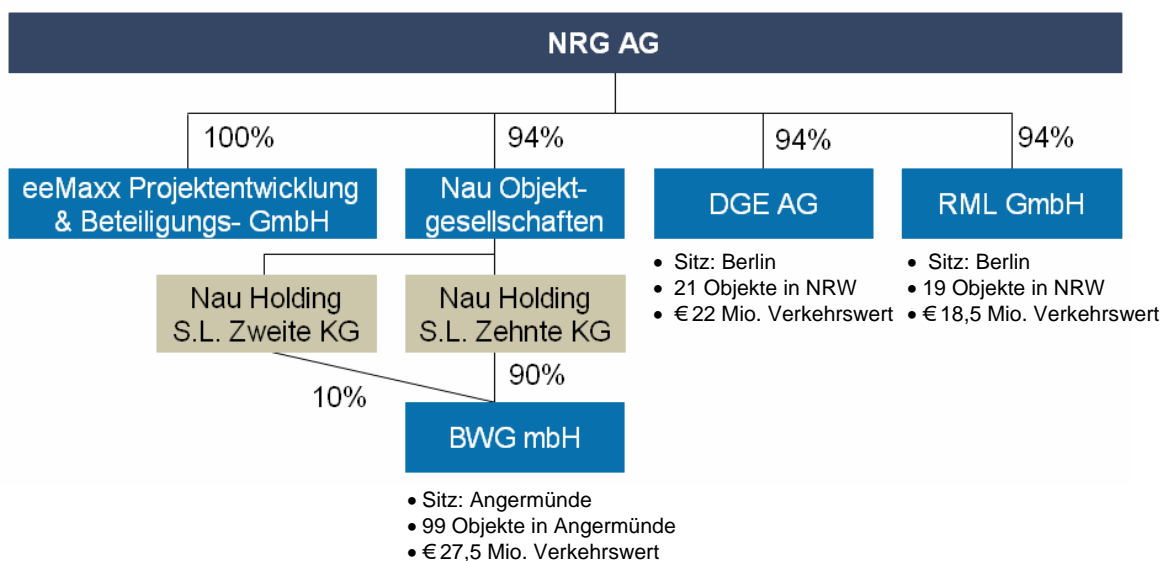 NRG AG
100%
94%
94%
94%
eeMaxx Projektentwicklung
& Beteiligungs- GmbH
Nau Objekt-
gesellschaften
DGE AG
RML GmbH
• Sitz: Berlin
• 21 Objekte in NRW
• € 22 Mio. Verkehrswert
• Sitz: Berlin
• 19 Objekte in NRW
• € 18,5 Mio. Verkehrswert
Nau Holding
S.L. Zweite KG
Nau Holding
S.L. Zehnte KG
10%
90%
BWG mbH
• Sitz: Angermünde
• 99 Objekte in Angermünde
• € 27,5 Mio. Verkehrswert